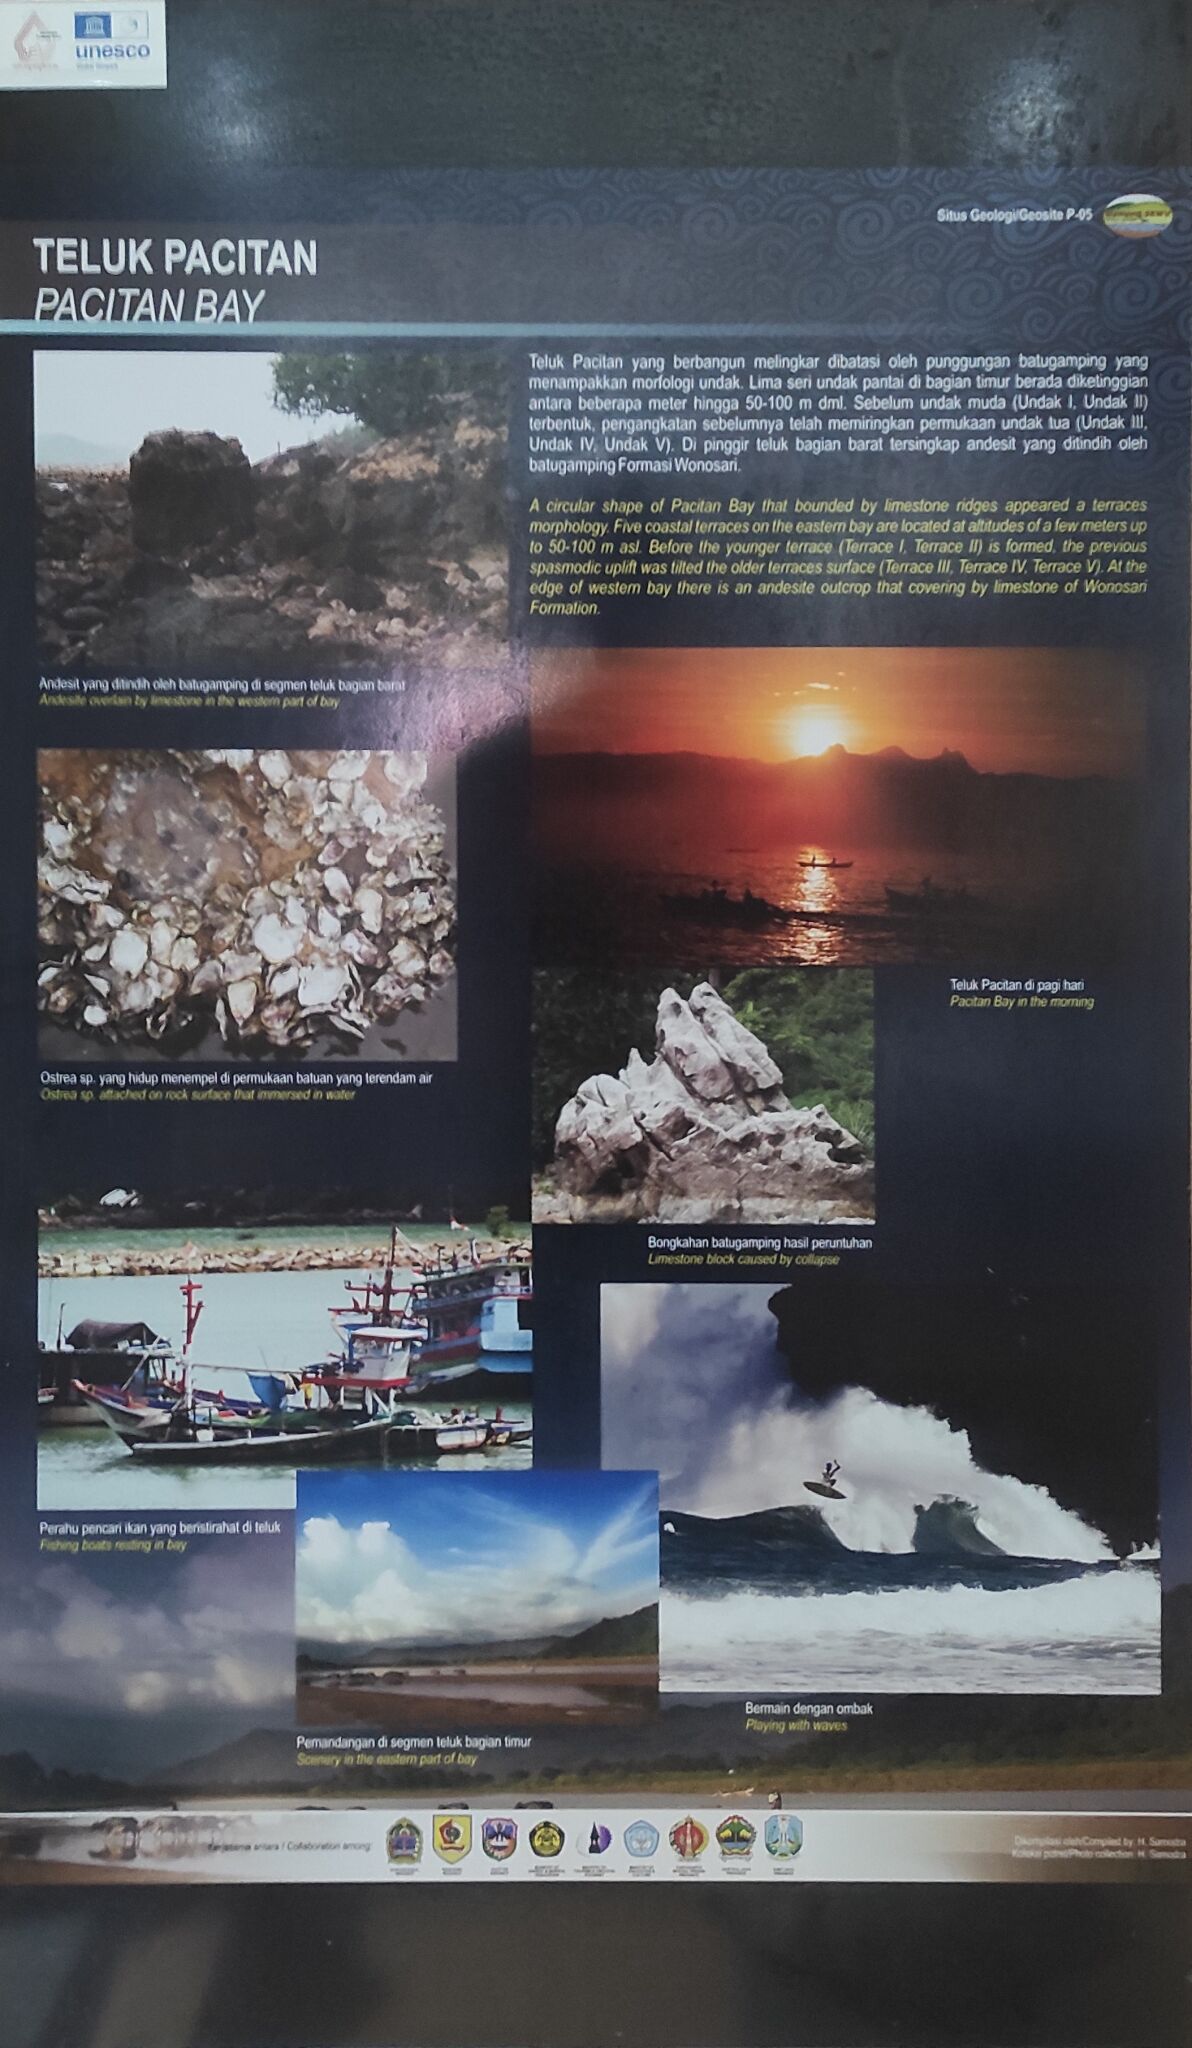 unesco
Situs Geologi/Geosite P-05
TELUK PACITAN
PACITAN BAY
Teluk Pacitan yang berbangun melingkar dibatasi oleh punggungan batugamping yang
menampakkan morfologi undak. Lima seri undak pantai di bagian timur berada diketinggian
antara beberapa meter hingga 50-100 m dml. Sebelum undak muda (Undak I, Undak II)
terbentuk, pengangkatan sebelumnya telah memiringkan permukaan undak tua (Undak III,
Undak IV, Undak V). Di pinggir teluk bagian barat tersingkap andesit yang ditindih oleh
batugamping Formasi Wonosari.
A circular shape of Pacitan Bay that bounded by limestone ridges appeared a terraces
morphology. Five coastal terraces on the eastern bay are located at altitudes of a few meters up
to 50-100 m asl. Before the younger terrace (Terrace I, Terrace II) is formed, the previous
spasmodic uplift was tilted the older terraces surface (Terrace III, Terrace IV, Terrace V). At the
edge of western bay there is an andesite outcrop that covering by limestone of Wonosari
Formation.
Andesit yang ditindih oleh batugamping di segmen teluk bagian barat
Andesite overlain by limestone in the western part of bay
Teluk Pacitan di pagi hari
Pacitan Bay in the morning
Ostrea sp. yang hidup menempel di permukaan batuan yang terendam air
Ostrea sp. attached on rock surface that immersed in water
Bongkahan batugamping hasil peruntuhan
Limestone block caused by collapse
Perahu pencari ikan yang beristirahat di teluk
Fishing boats resting in bay
Bermain dengan ombak
Playing with waves
Pemandangan di segmen teluk bagian timur
Scenery in the eastern part of bay
Kerjasama antara / Collaboration among:
Dikompilasi oleh/Compiled by: H. Samodra
Koleksi potret/Photo collection: H. Samodra